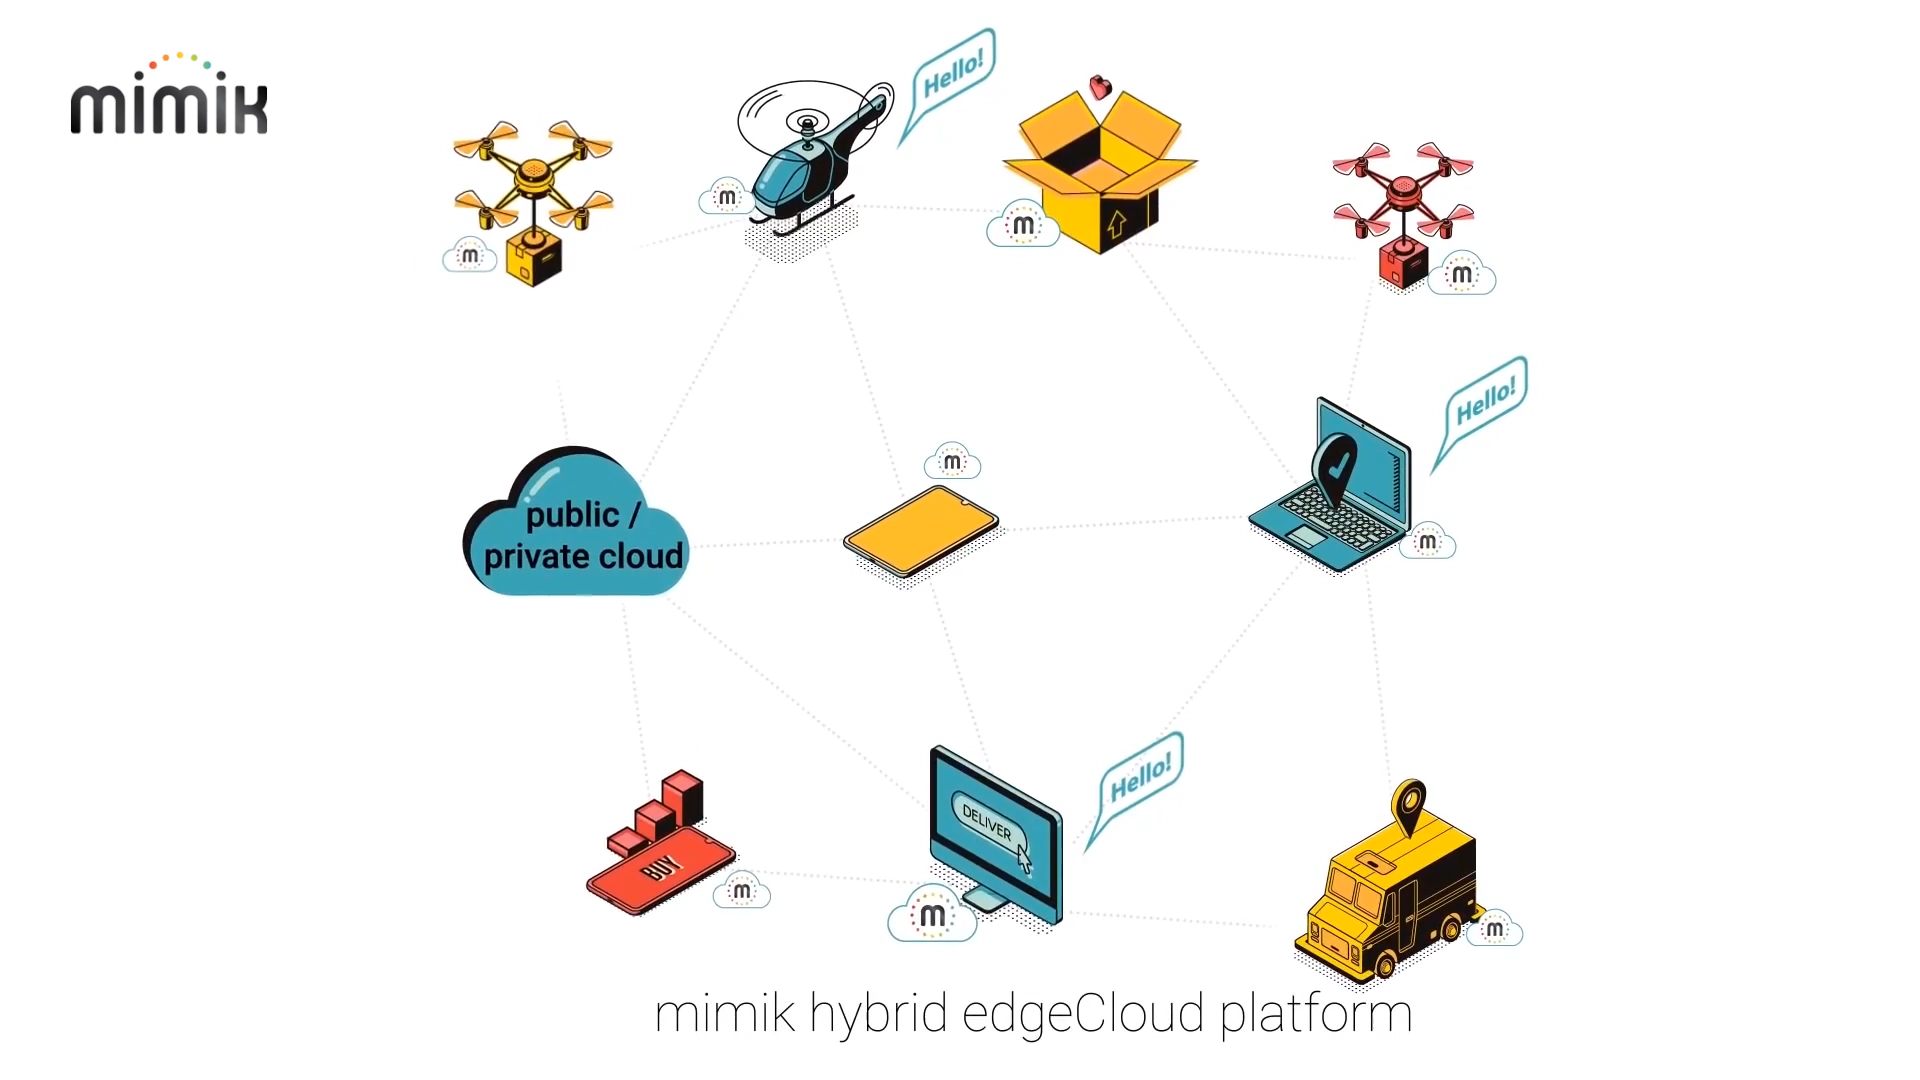 mimik
Hello!
m
m
m
m
Hello!
m
public /
private cloud
m
Hello!
DELIVER
BUY
m
m
m
mimik hybrid edgeCloud platform